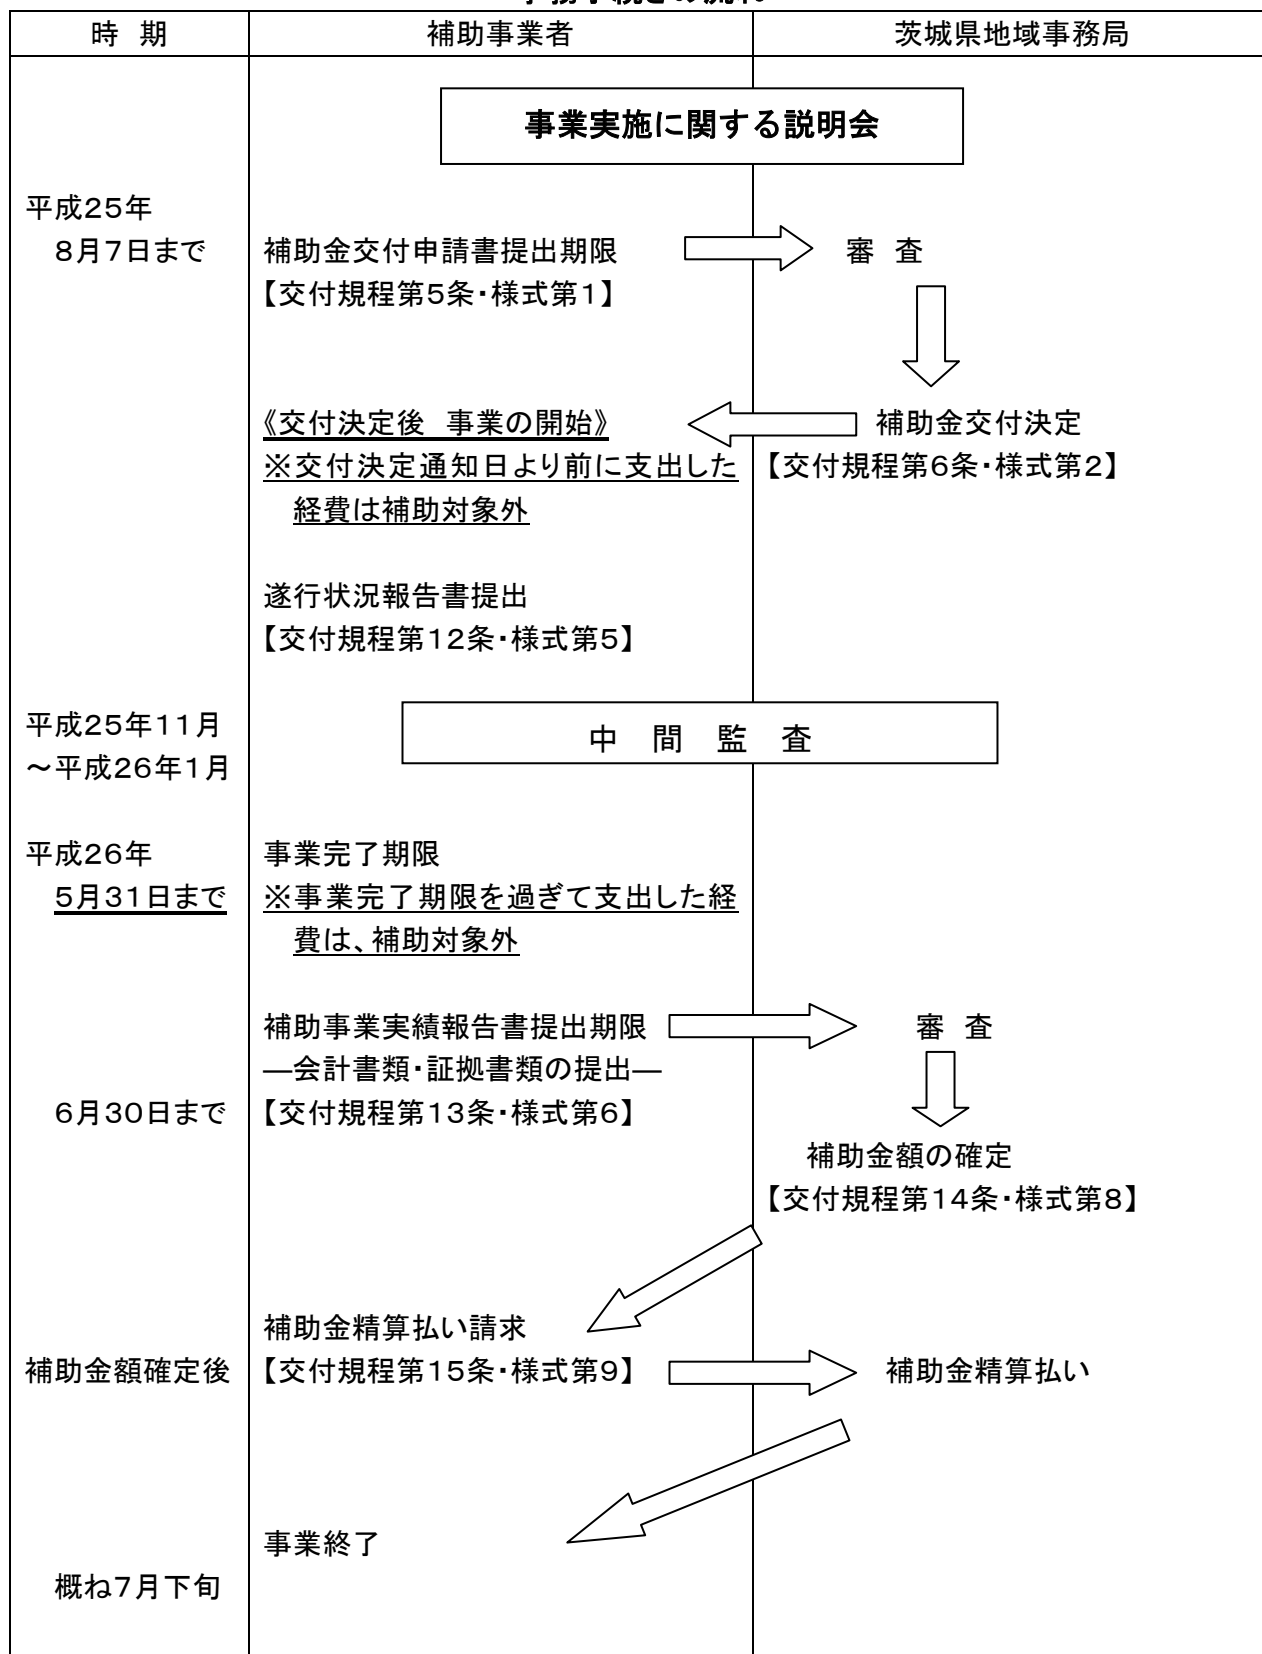 時　期　補助事業者　茨城県地域事務局
事業実施に関する説明会
平成２５年
８月７日まで　補助金交付申請書提出期限　審　査
【交付規程第５条・様式第１】
《交付決定後　事業の開始》　補助金交付決定
※交付決定通知日より前に支出した　【交付規程第６条・様式第２】
経費は補助対象外
遂行状況報告書提出
【交付規程第１２条・様式第５】
平成２５年１１月
～平成２６年１月
中　間　監　査
平成２６年　事業完了期限
５月３１日まで　※事業完了期限を過ぎて支出した経
費は、補助対象外
補助事業実績報告書提出期限　審　査
―会計書類・証拠書類の提出―
６月３０日まで　【交付規程第１３条・様式第６】
補助金額の確定
【交付規程第１４条・様式第８】
補助金精算払い請求
補助金額確定後　【交付規程第１５条・様式第９】　補助金精算払い
事業終了
概ね７月下旬